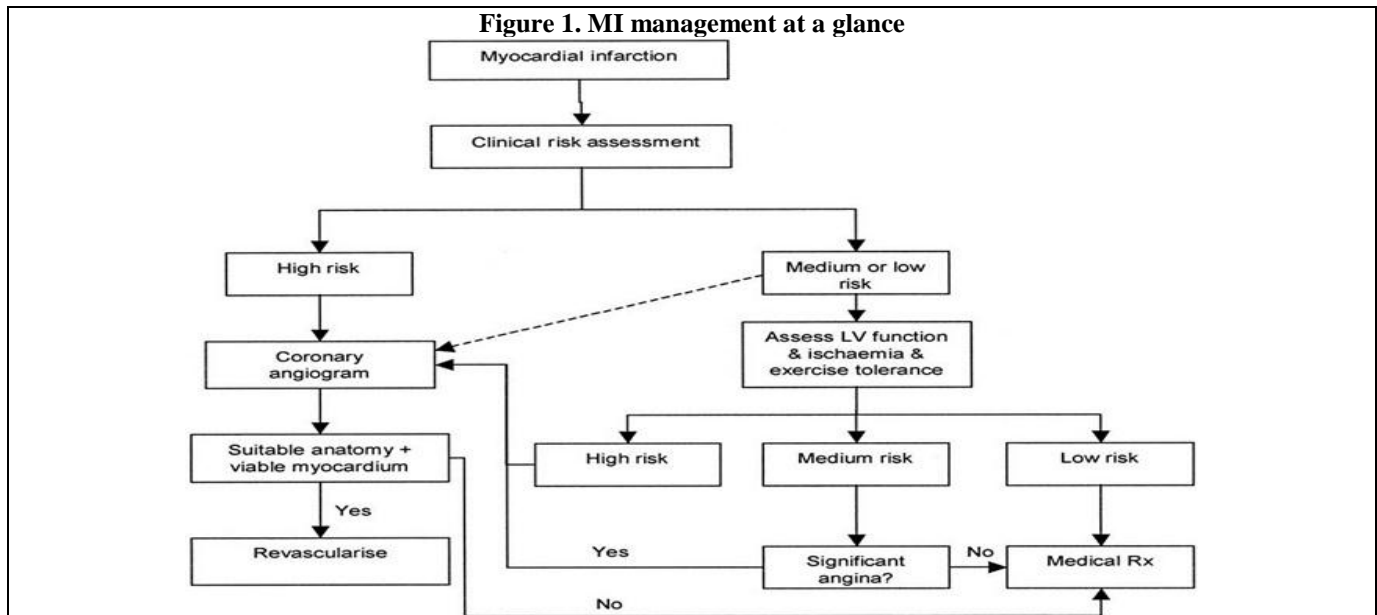 Figure 1. MI management at a glance
Myocardial infarction
Clinical risk assessment
High risk
Medium or low
risk
Coronary
angiogram
Assess LV function
& ischaemia &
exercise tolerance
Suitable anatomy +
viable myocardium
High risk
Medium risk
Low risk
Yes
Revascularise
Yes
Significant
angina?
No
Medical Rx
No